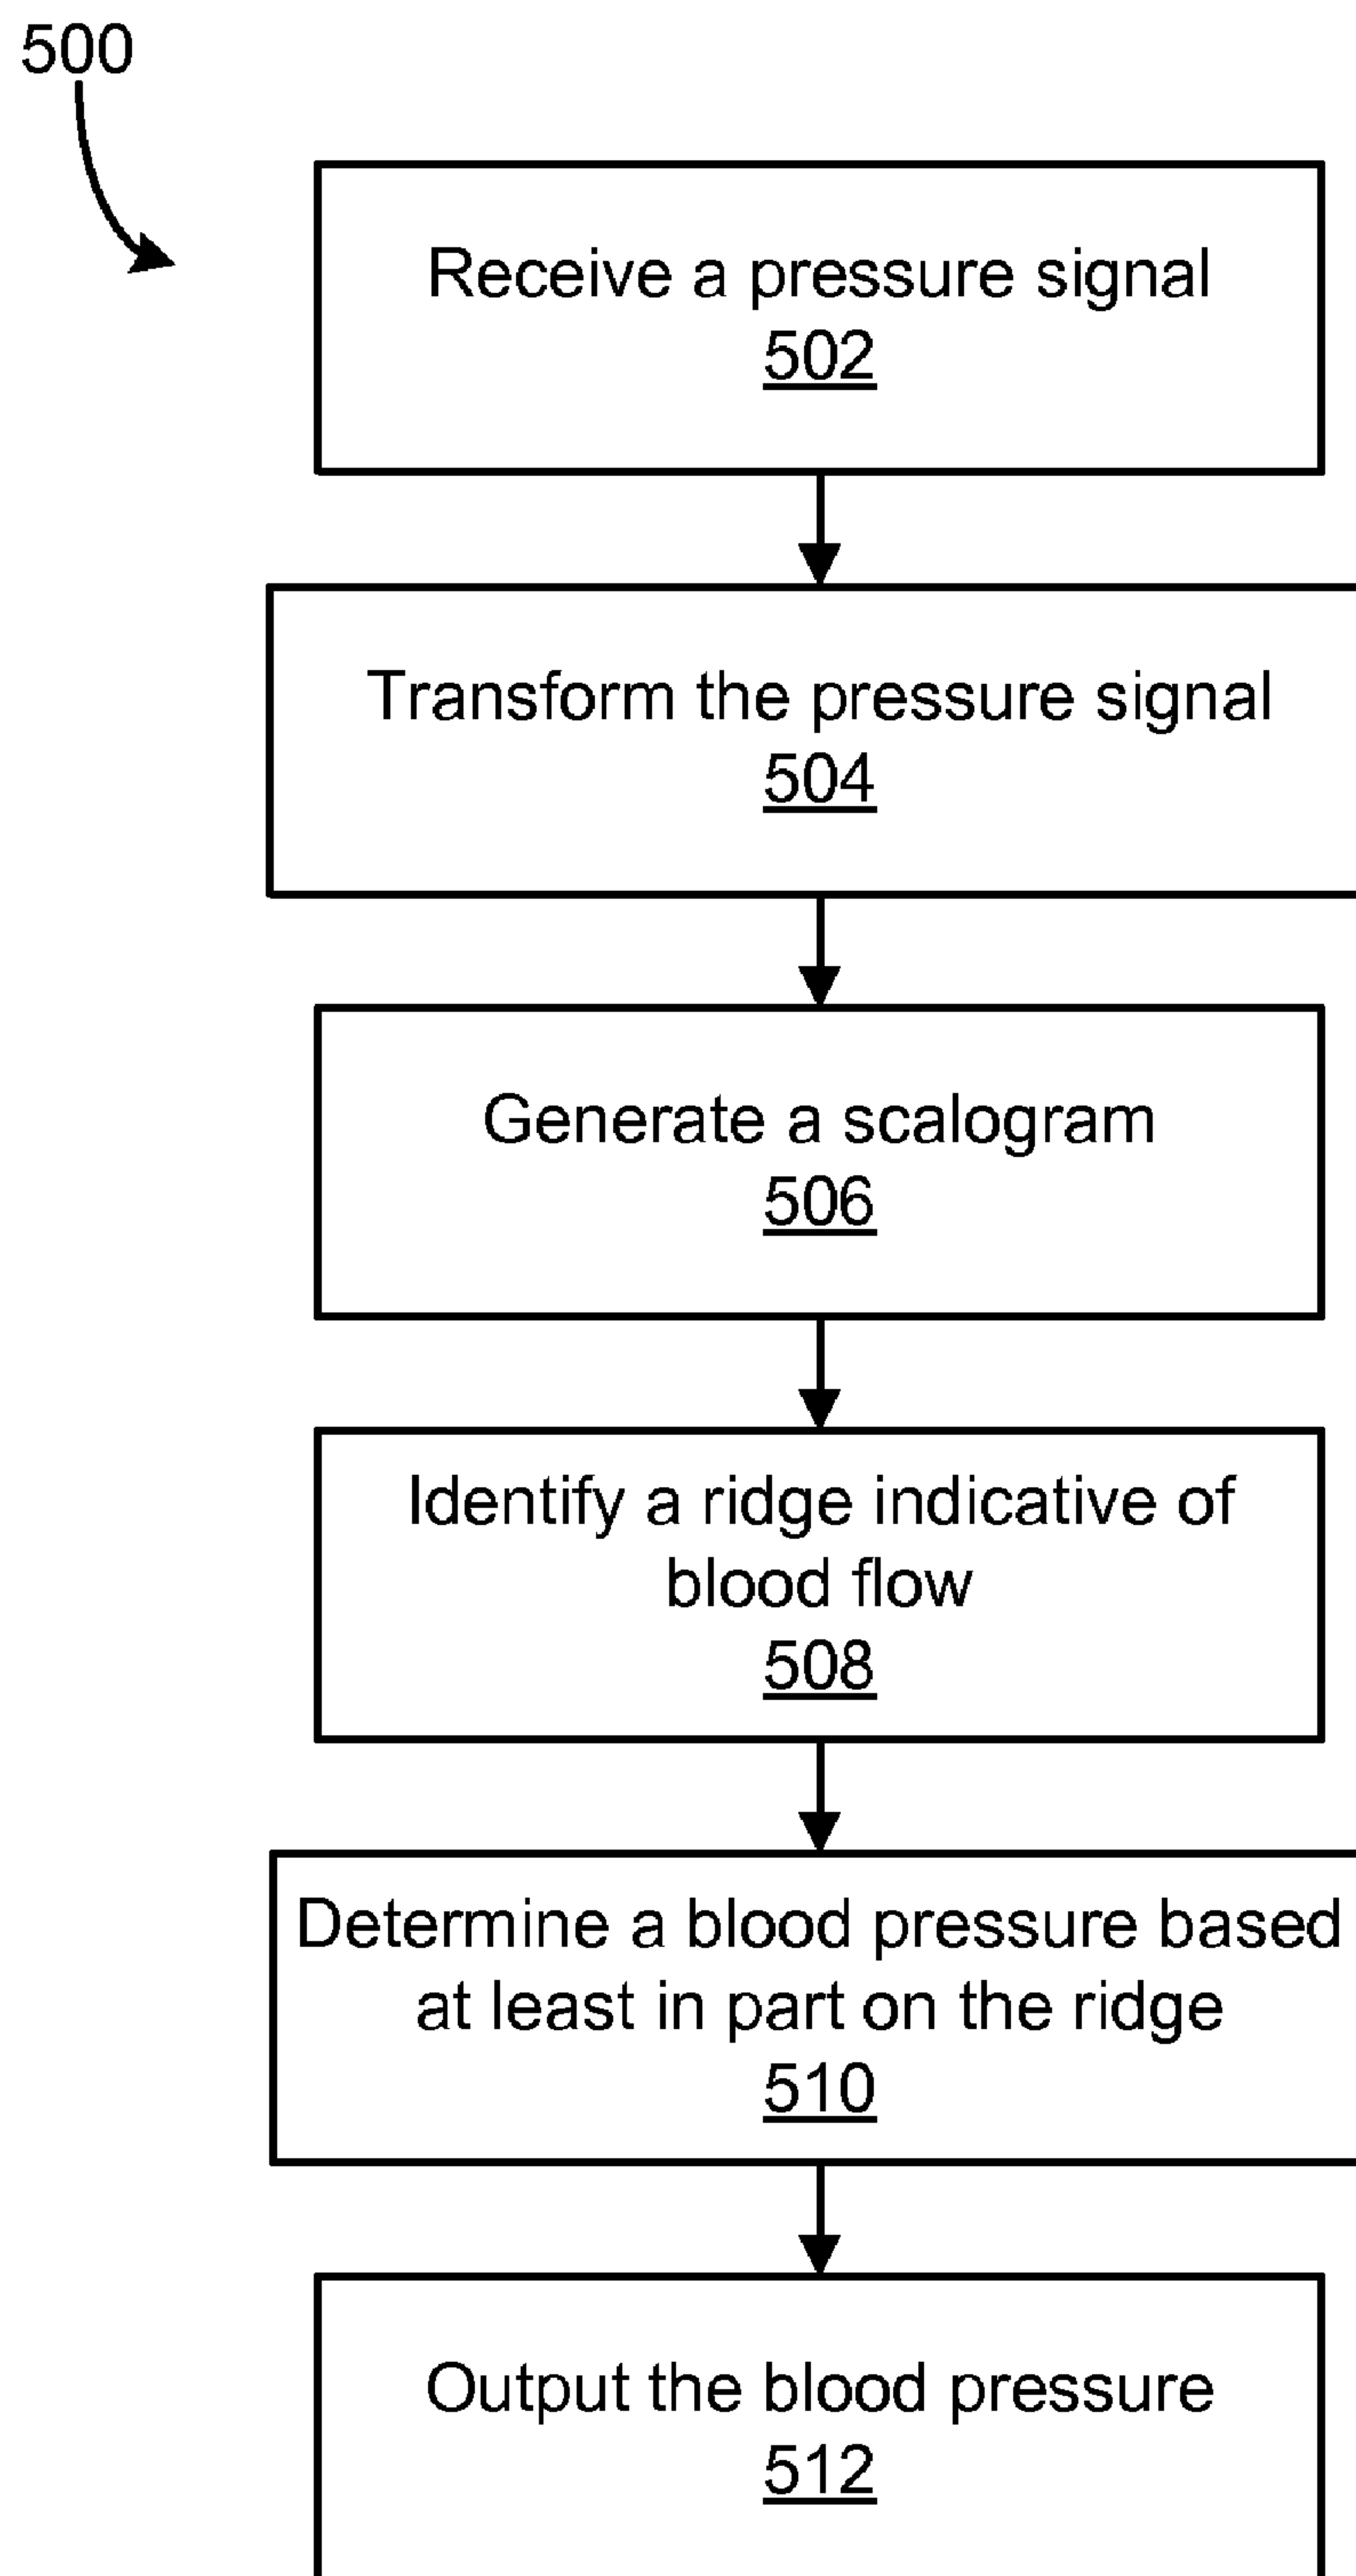 500
Receive a pressure signal
502
Transform the pressure signal
504
Generate a scalogram
506
Identify a ridge indicative of
blood flow
508
Determine a blood pressure based
at least in part on the ridge
510
Output the blood pressure
512